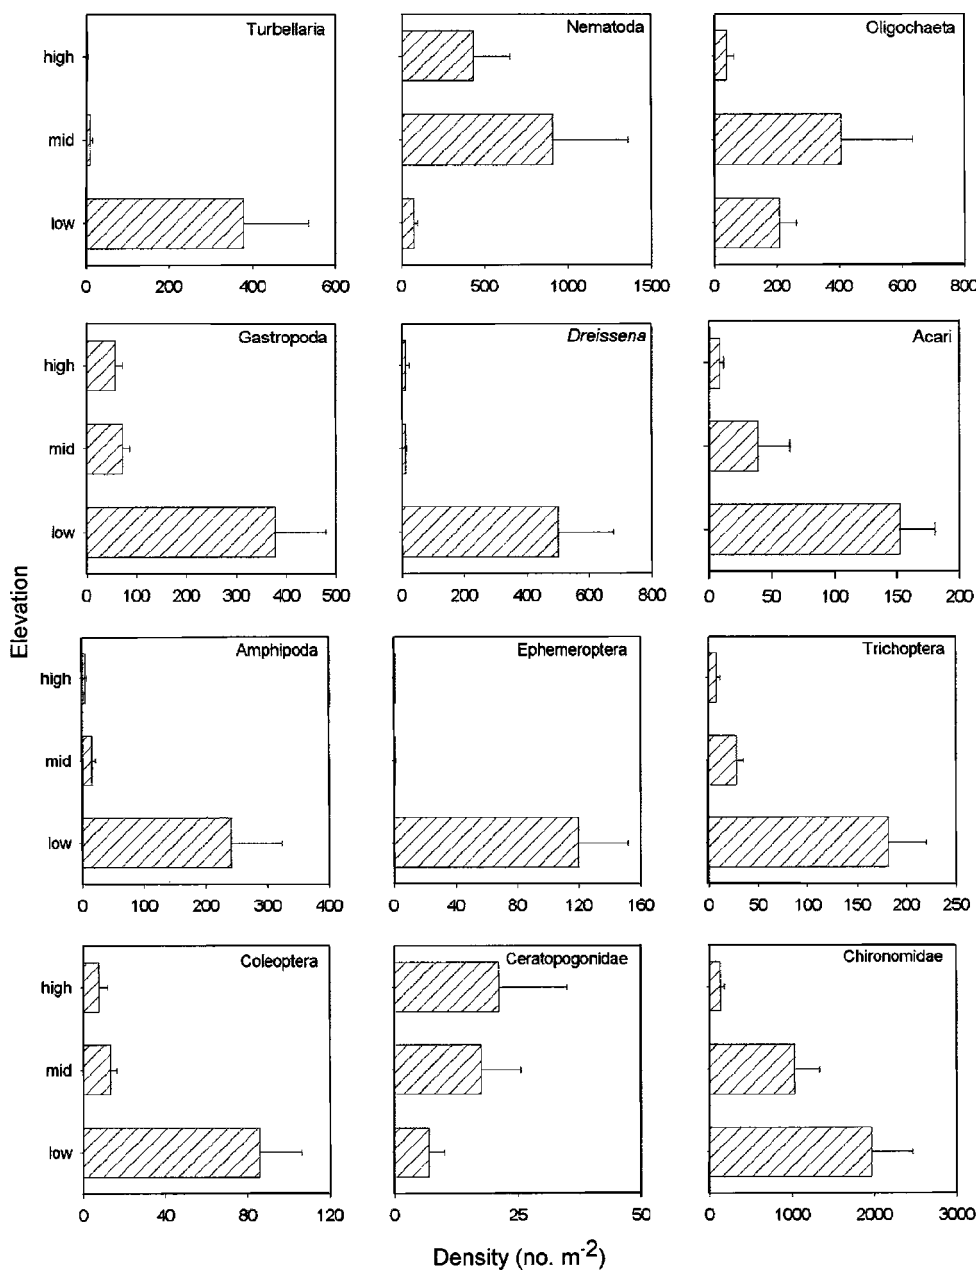 Turbellaria
Nematoda
Oligochaeta
high
mid
low
0 200 400 600
0 500 1000 1500
0 200 400 600 800
Gastropoda
Dreissena
Acari
high
mid
low
0 100 200 300 400 500
0 200 400 600 800
0 50 100 150 200
Elevation
Amphipoda
Ephemeroptera
Trichoptera
high
mid
low
0 100 200 300 400
0 40 80 120 160
0 50 100 150 200 250
Coleoptera
Ceratopogonidae
Chironomidae
high
mid
low
0 20 40 60 80 100 120
0 25 50
0 1000 2000 3000
Density (no. m⁻²)